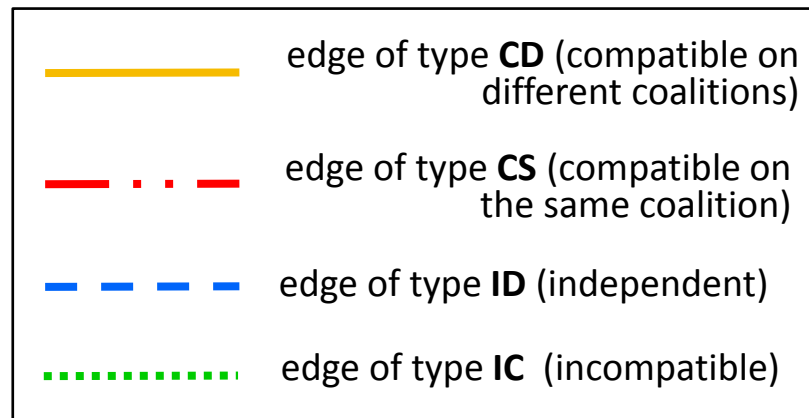 edge of type CD (compatible on
different coalitions)
edge of type CS (compatible on
the same coalition)
edge of type ID (independent)
edge of type IC (incompatible)